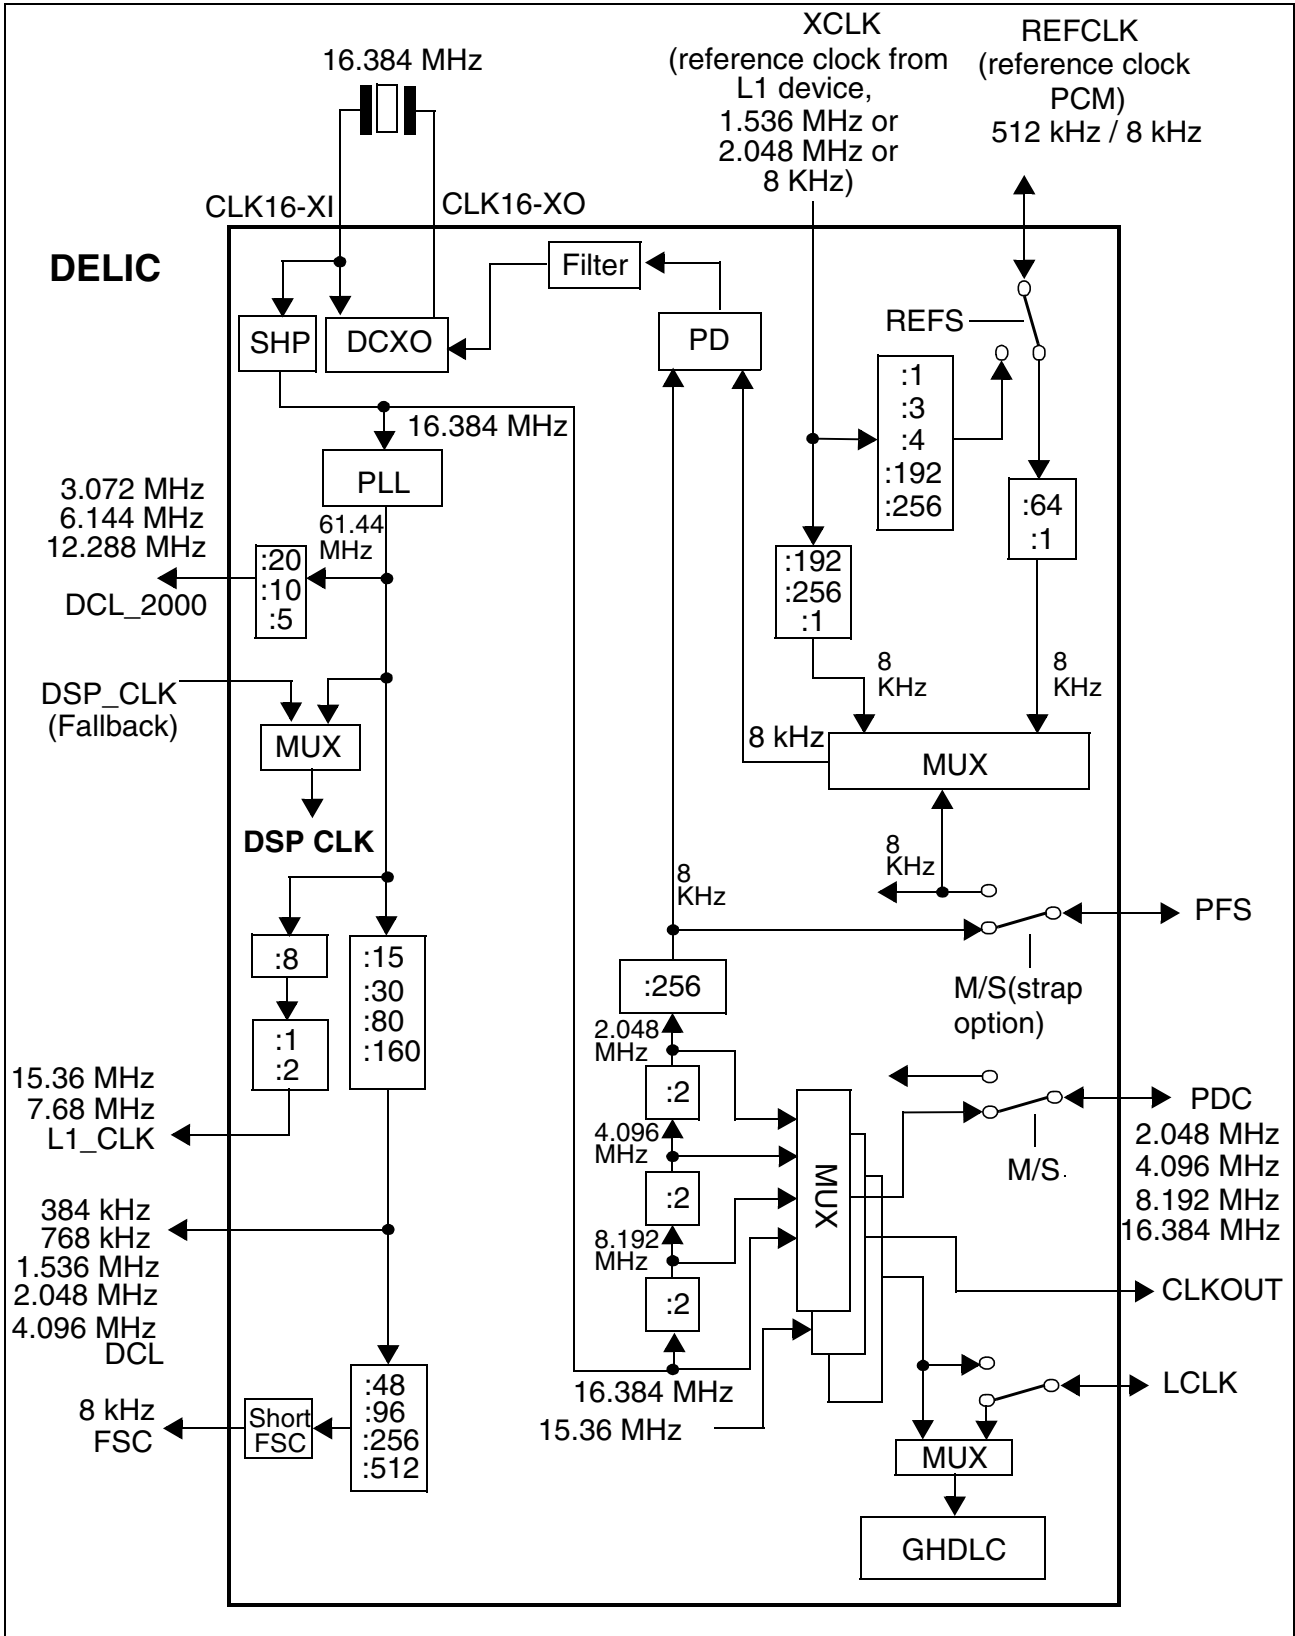 XCLK
(reference clock from
L1 device,
1.536 MHz or
2.048 MHz or
8 KHz)
REFCLK
(reference clock
PCM)
512 kHz / 8 kHz
16.384 MHz
CLK16-XI
CLK16-XO
DELIC
Filter
SHP
DCXO
PD
REFS
:1
:3
:4
:192
:256
16.384 MHz
PLL
:64
:1
3.072 MHz
6.144 MHz
12.288 MHz
DCL_2000
61.44
MHz
:20
:10
:5
:192
:256
:1
8
KHz
8
KHz
DSP_CLK
(Fallback)
MUX
DSP CLK
8 kHz
MUX
8
KHz
8
KHz
PFS
M/S(strap
option)
:8
:15
:30
:80
:160
:1
:2
:256
2.048
MHz
:2
4.096
MHz
:2
8.192
MHz
:2
MUX
15.36 MHz
7.68 MHz
L1_CLK
PDC
2.048 MHz
4.096 MHz
8.192 MHz
16.384 MHz
M/S.
384 kHz
768 kHz
1.536 MHz
2.048 MHz
4.096 MHz
DCL
CLKOUT
LCLK
16.384 MHz
15.36 MHz
8 kHz
FSC
Short
FSC
:48
:96
:256
:512
MUX
GHDLC